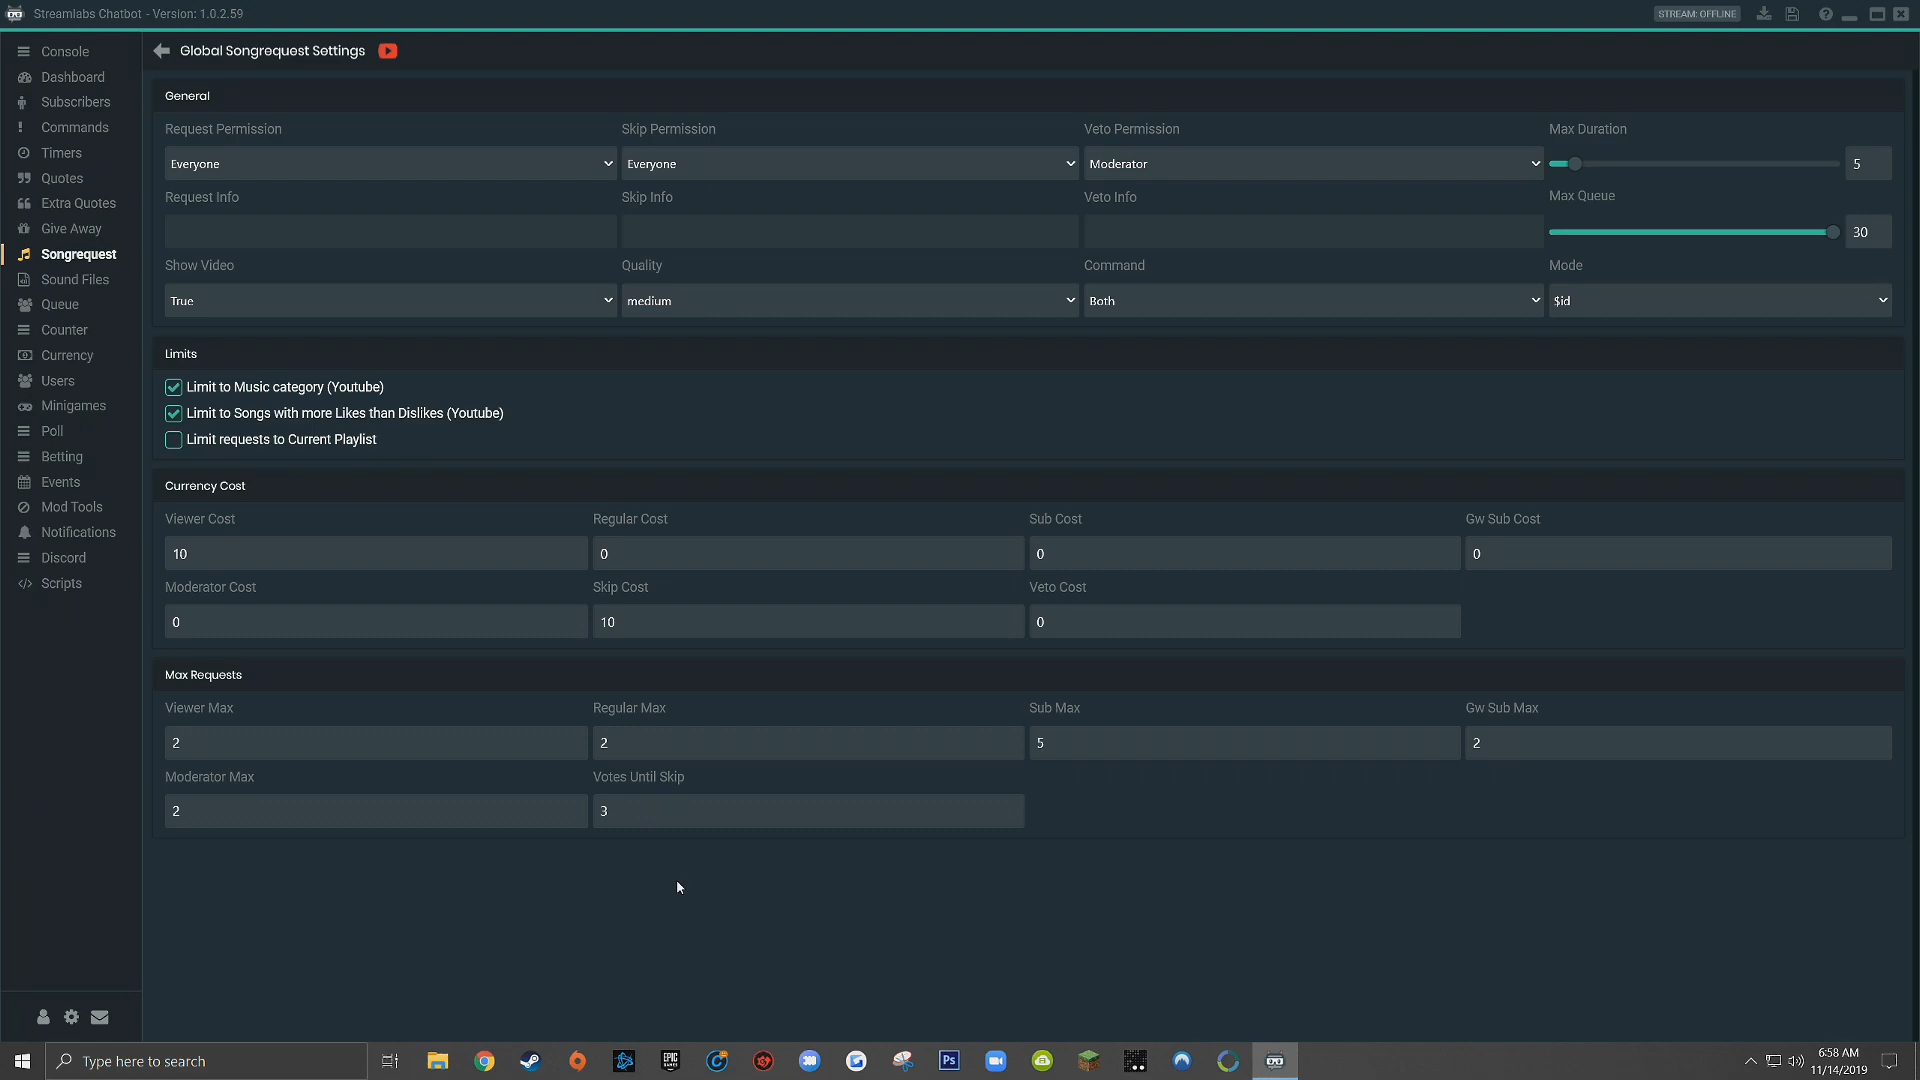 Streamlabs Chatbot - Version: 1.0.2.59
STREAM: OFFLINE
Console
Dashboard
Subscribers
Commands
Timers
Quotes
Extra Quotes
Give Away
Songrequest
Sound Files
Queue
Counter
Currency
Users
Minigames
Poll
Betting
Events
Mod Tools
Notifications
Discord
Scripts
Global Songrequest Settings
General
Request Permission Skip Permission Veto Permission Max Duration
Everyone Everyone Moderator 5
Request Info Skip Info Veto Info Max Queue
30
Show Video Quality Command Mode
True medium Both $id
Limits
Limit to Music category (Youtube)
Limit to Songs with more Likes than Dislikes (Youtube)
Limit requests to Current Playlist
Currency Cost
Viewer Cost Regular Cost Sub Cost Gw Sub Cost
10 0 0 0
Moderator Cost Skip Cost Veto Cost
0 10 0
Max Requests
Viewer Max Regular Max Sub Max Gw Sub Max
2 2 5 2
Moderator Max Votes Until Skip
2 3
Type here to search
EPIC
GAMES
Ps
6:58 AM
11/14/2019